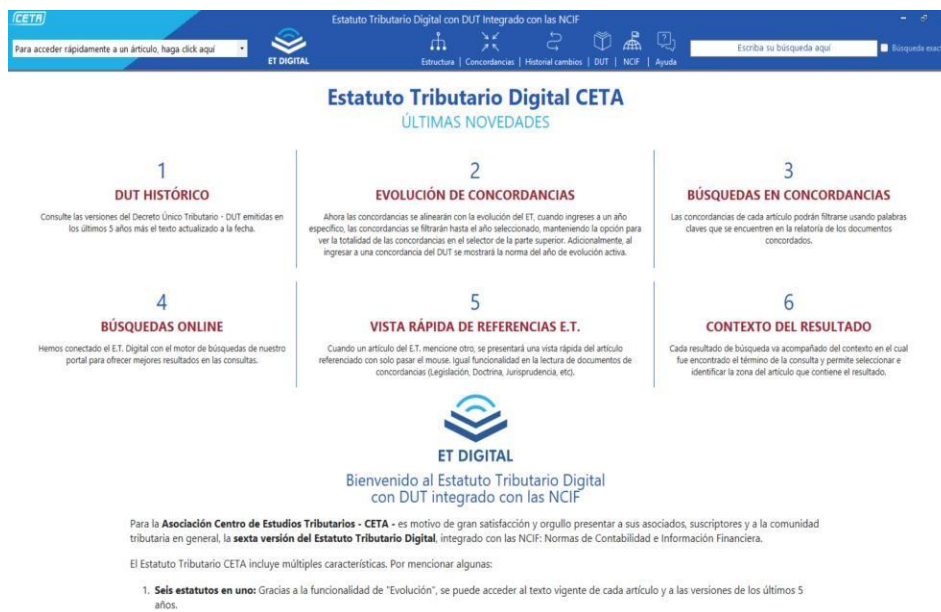 CETA
Estatuto Tributario Digital con DUT Integrado con las NCIF
Para acceder rápidamente a un árticulo, haga click aquí
ET DIGITAL
Estructura | Concordancias | Historial cambios | DUT | NCIF | Ayuda
Escriba su búsqueda aquí
Búsqueda exac
Estatuto Tributario Digital CETA
ÚLTIMAS NOVEDADES
1
DUT HISTÓRICO
Consulte las versiones del Decreto Único Tributario - DUT emitidas en
los últimos 5 años más el texto actualizado a la fecha.
2
EVOLUCIÓN DE CONCORDANCIAS
Ahora las concordancias se alinearán con la evolución del ET, cuando ingreses a un año
específico, las concordancias se filtrarán hasta el año seleccionado, manteniendo la opción para
ver la totalidad de las concordancias en el selector de la parte superior. Adicionalmente, al
ingresar a una concordancia del DUT se mostrará la norma del año de evolución activa.
3
BÚSQUEDAS EN CONCORDANCIAS
Las concordancias de cada artículo podrán filtrarse usando palabras
claves que se encuentren en la relatoría de los documentos
concordados.
4
BÚSQUEDAS ONLINE
Hemos conectado el E.T. Digital con el motor de búsquedas de nuestro
portal para ofrecer mejores resultados en las consultas.
5
VISTA RÁPIDA DE REFERENCIAS E.T.
Cuando un artículo del E.T. mencione otro, se presentará una vista rápida del artículo
referenciado con solo pasar el mouse. Igual funcionalidad en la lectura de documentos de
concordancias (Legislación, Doctrina, Jurisprudencia, etc).
6
CONTEXTO DEL RESULTADO
Cada resultado de búsqueda va acompañado del contexto en el cual
fue encontrado el término de la consulta y permite seleccionar e
identificar la zona del artículo que contiene el resultado.
ET DIGITAL
Bienvenido al Estatuto Tributario Digital
con DUT integrado con las NCIF
Para la Asociación Centro de Estudios Tributarios - CETA - es motivo de gran satisfacción y orgullo presentar a sus asociados, suscriptores y a la comunidad
tributaria en general, la sexta versión del Estatuto Tributario Digital, integrado con las NCIF: Normas de Contabilidad e Información Financiera.
El Estatuto Tributario CETA incluye múltiples características. Por mencionar algunas:
1. Seis estatutos en uno: Gracias a la funcionalidad de "Evolución", se puede acceder al texto vigente de cada artículo y a las versiones de los últimos 5
años.